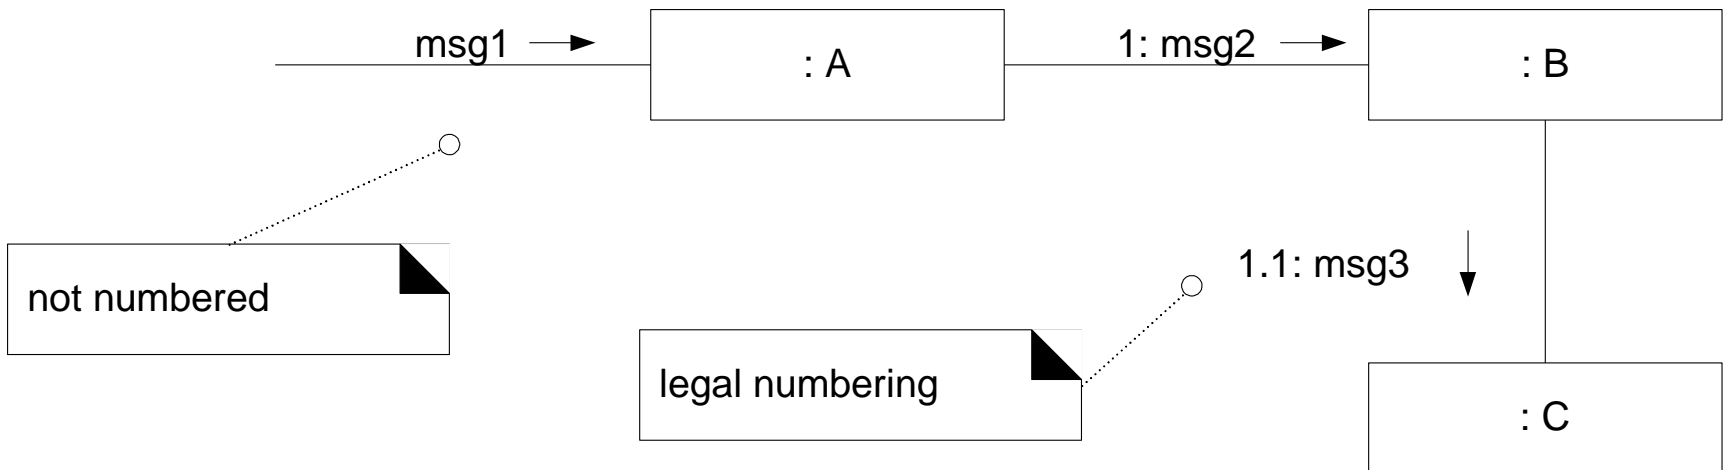 msg1
: A
1: msg2
: B
not numbered
1.1: msg3
legal numbering
: C